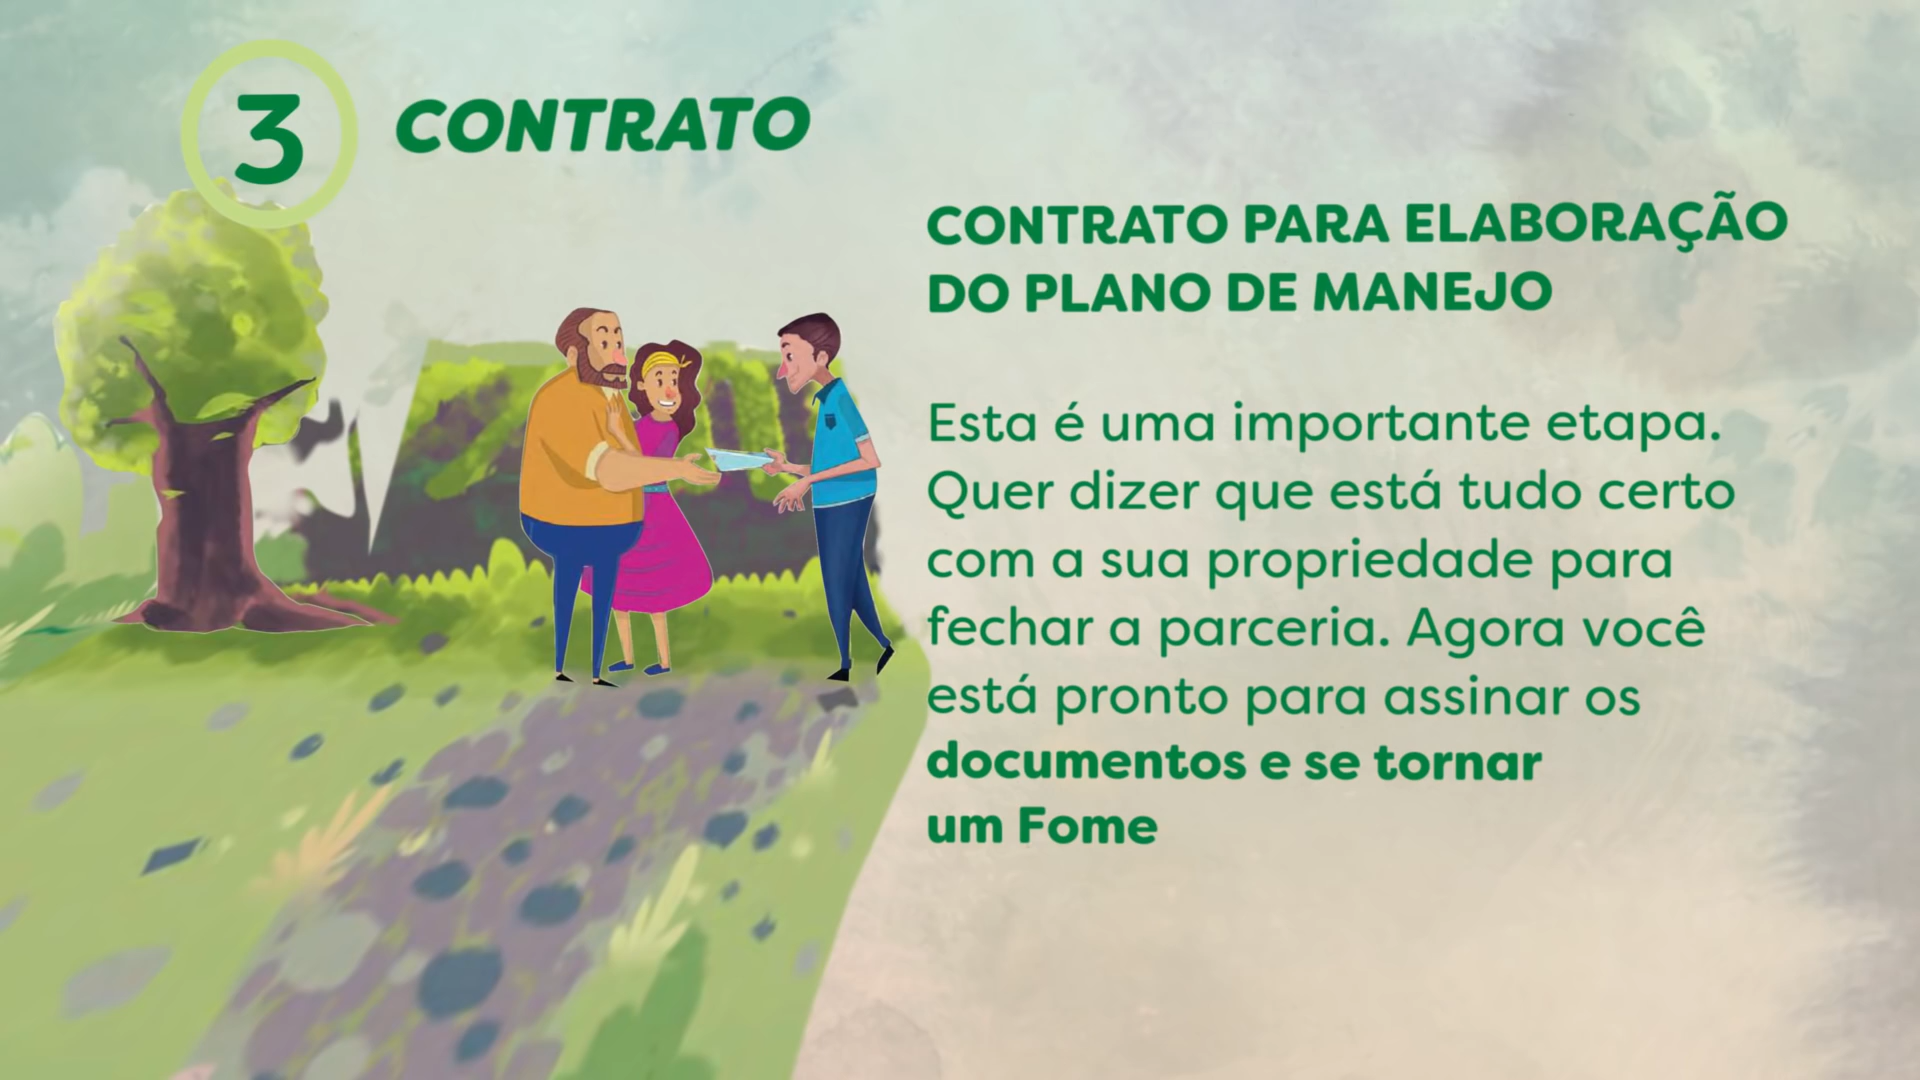 3
CONTRATO
CONTRATO PARA ELABORAÇÃO
DO PLANO DE MANEJO
Esta é uma importante etapa.
Quer dizer que está tudo certo
com a sua propriedade para
fechar a parceria. Agora você
está pronto para assinar os
documentos e se tornar
um Fome